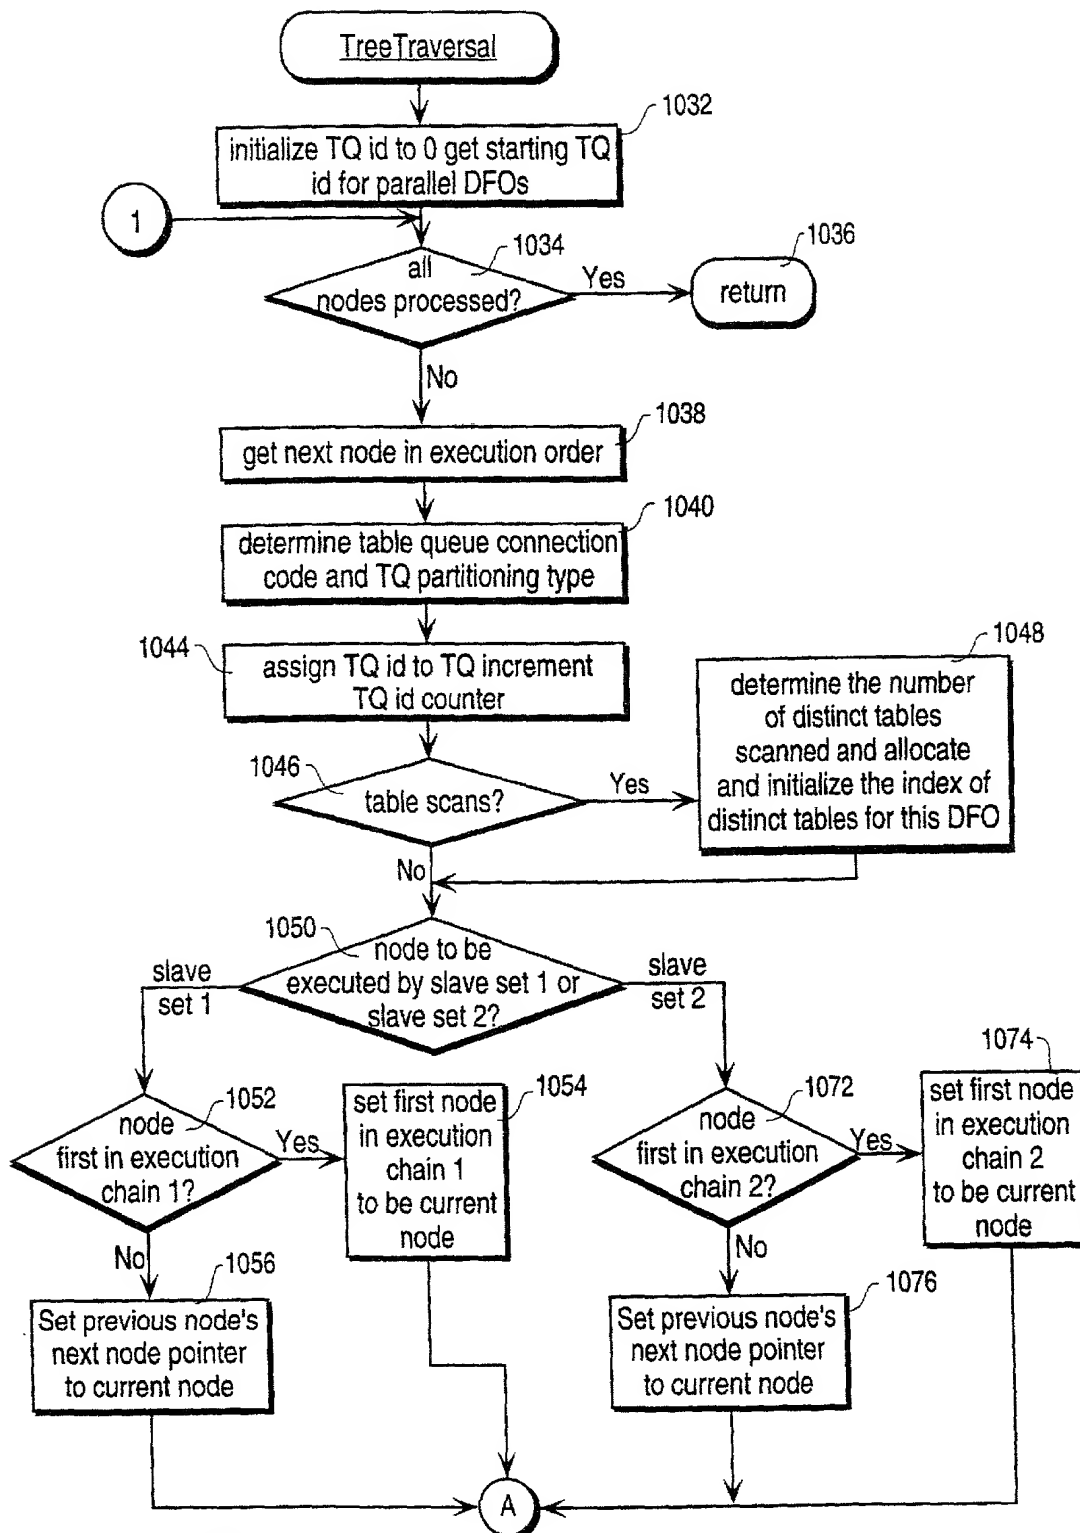 TreeTraversal
1032
initialize TQ id to 0 get starting TQ
id for parallel DFOs
1
1034
all
nodes processed?
Yes
1036
return
No
1038
get next node in execution order
1040
determine table queue connection
code and TQ partitioning type
1044
assign TQ id to TQ increment
TQ id counter
1048
determine the number
of distinct tables
scanned and allocate
and initialize the index of
distinct tables for this DFO
1046
table scans?
Yes
No
1050
node to be
executed by slave set 1 or
slave set 2?
slave
set 1
slave
set 2
1052
node
first in execution
chain 1?
Yes
1054
set first node
in execution
chain 1
to be current
node
1072
node
first in execution
chain 2?
Yes
1074
set first node
in execution
chain 2
to be current
node
No
1056
Set previous node's
next node pointer
to current node
No
1076
Set previous node's
next node pointer
to current node
A